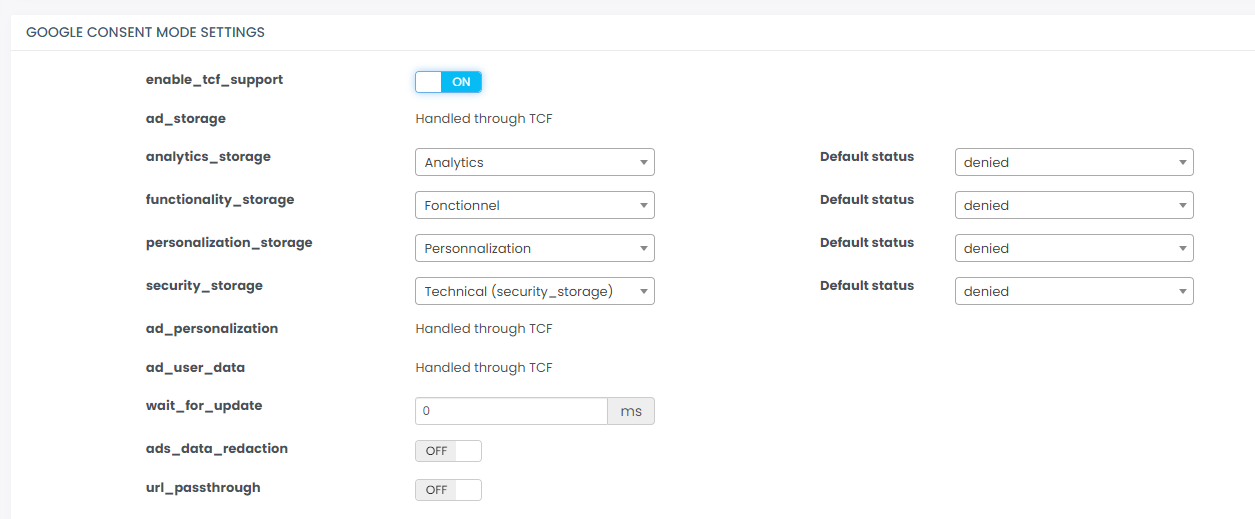 GOOGLE CONSENT MODE SETTINGS
enable_tcf_support ON
ad_storage Handled through TCF
analytics_storage Analytics Default status denied
functionality_storage Fonctionnel Default status denied
personalization_storage Personnalization Default status denied
security_storage Technical (security_storage) Default status denied
ad_personalization Handled through TCF
ad_user_data Handled through TCF
wait_for_update 0 ms
ads_data_redaction OFF
url_passthrough OFF